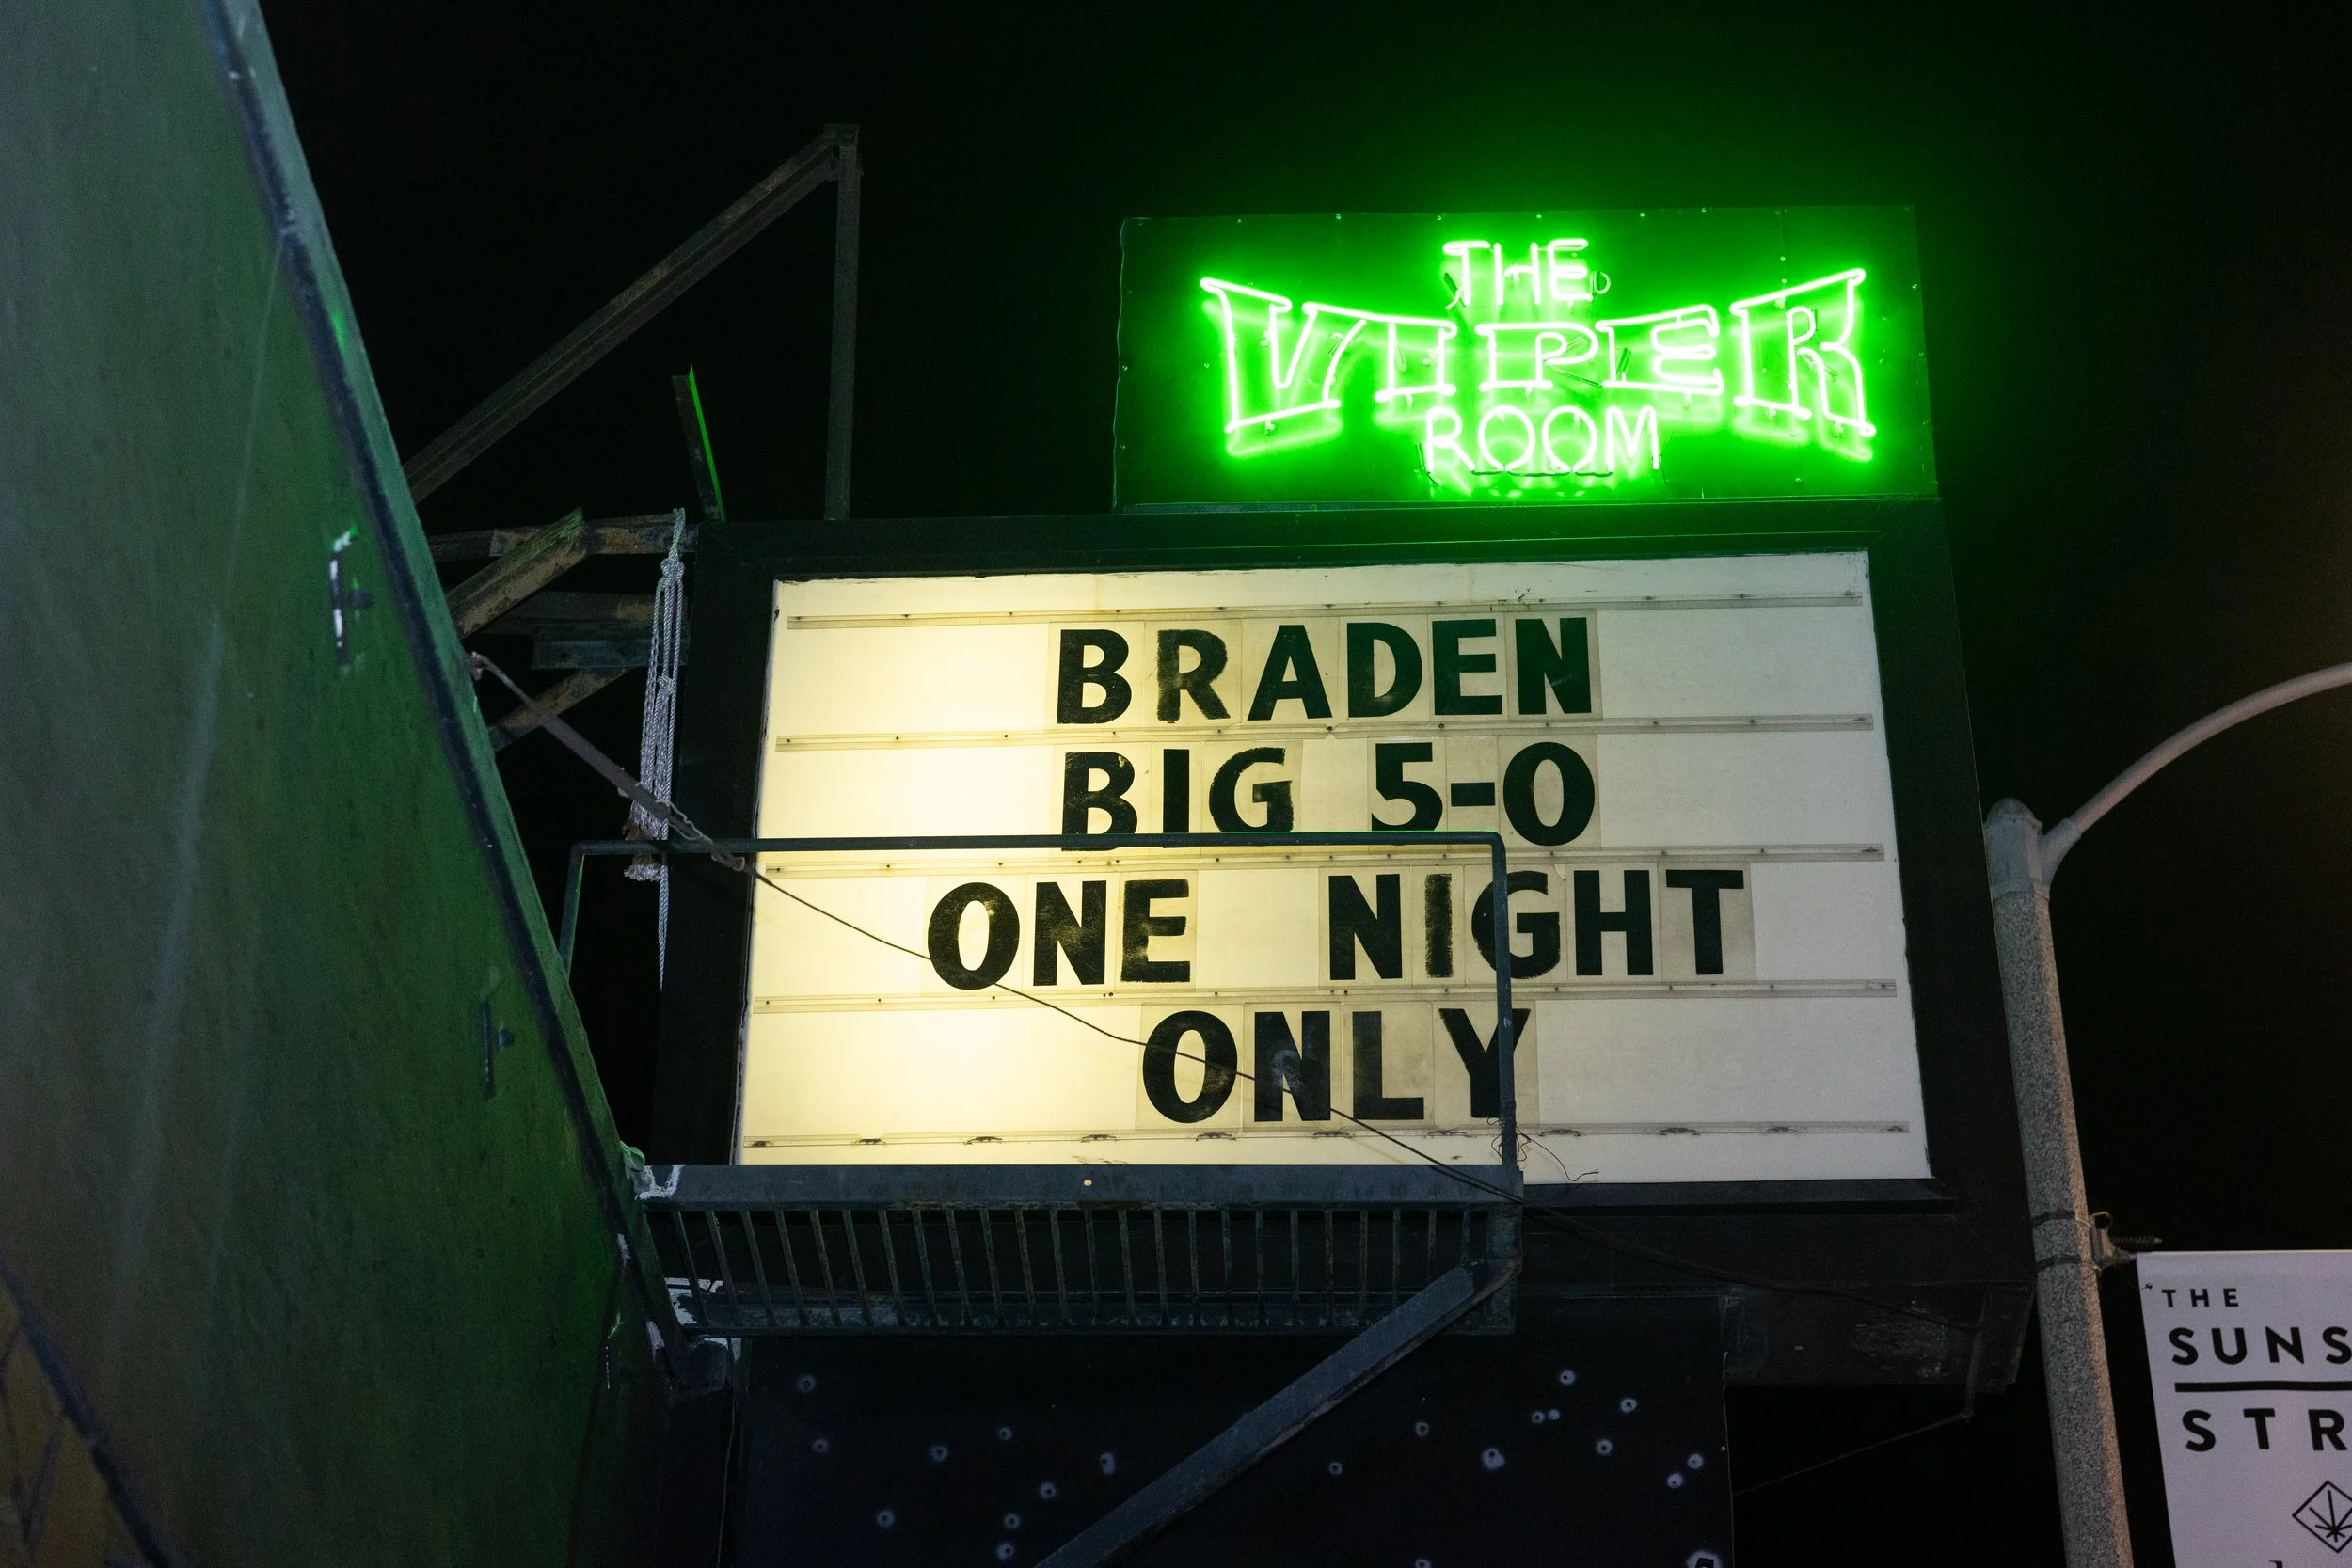 THE
VIPER
ROOM
BRADEN
BIG 5-0
ONE NIGHT
ONLY
THE
SUNS
STR